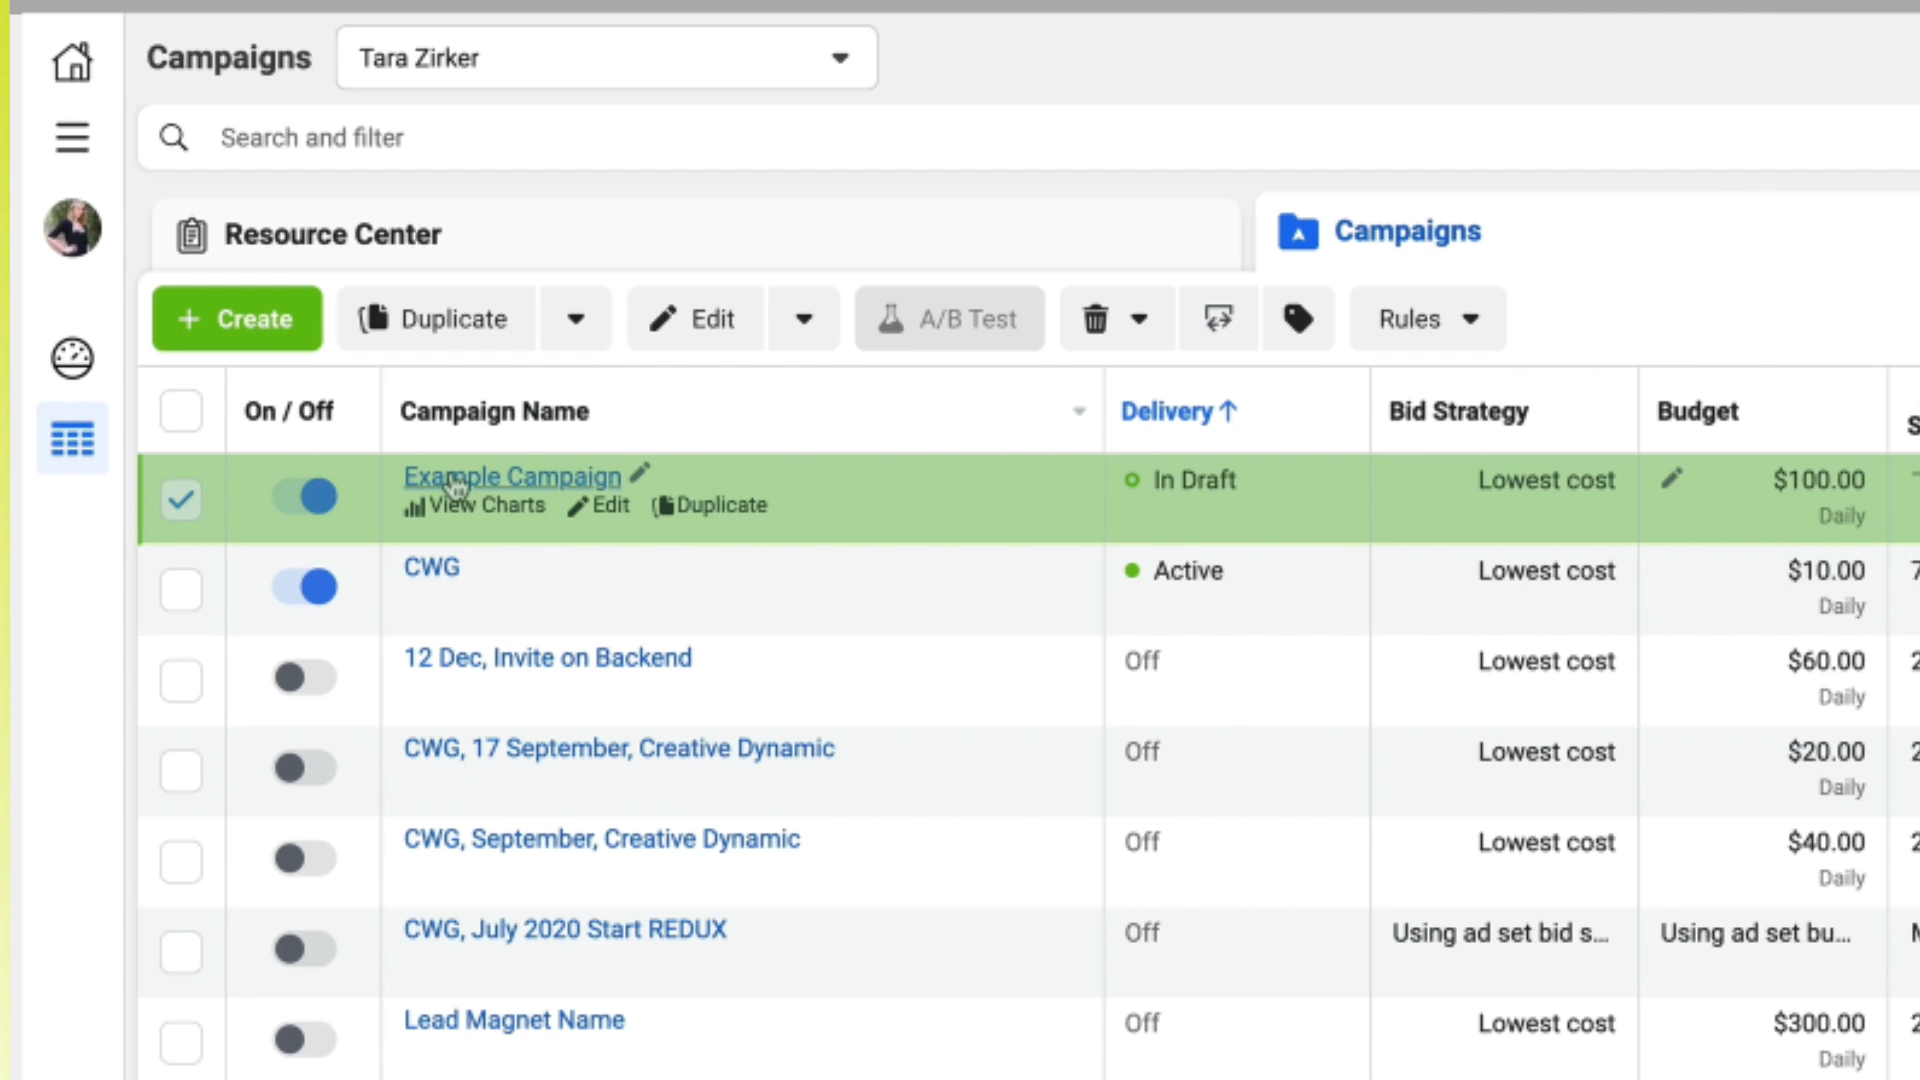 Campaigns Tara Zirker
Search and filter
Resource Center Campaigns
+ Create Duplicate Edit A/B Test Rules
On / Off Campaign Name Delivery ↑ Bid Strategy Budget S
Example Campaign In Draft Lowest cost $100.00
View Charts Edit Duplicate Daily
CWG Active Lowest cost $10.00 7
Daily
12 Dec, Invite on Backend Off Lowest cost $60.00 2
Daily
CWG, 17 September, Creative Dynamic Off Lowest cost $20.00 2
Daily
CWG, September, Creative Dynamic Off Lowest cost $40.00 2
Daily
CWG, July 2020 Start REDUX Off Using ad set bid s... Using ad set bu...
Lead Magnet Name Off Lowest cost $300.00 2
Daily